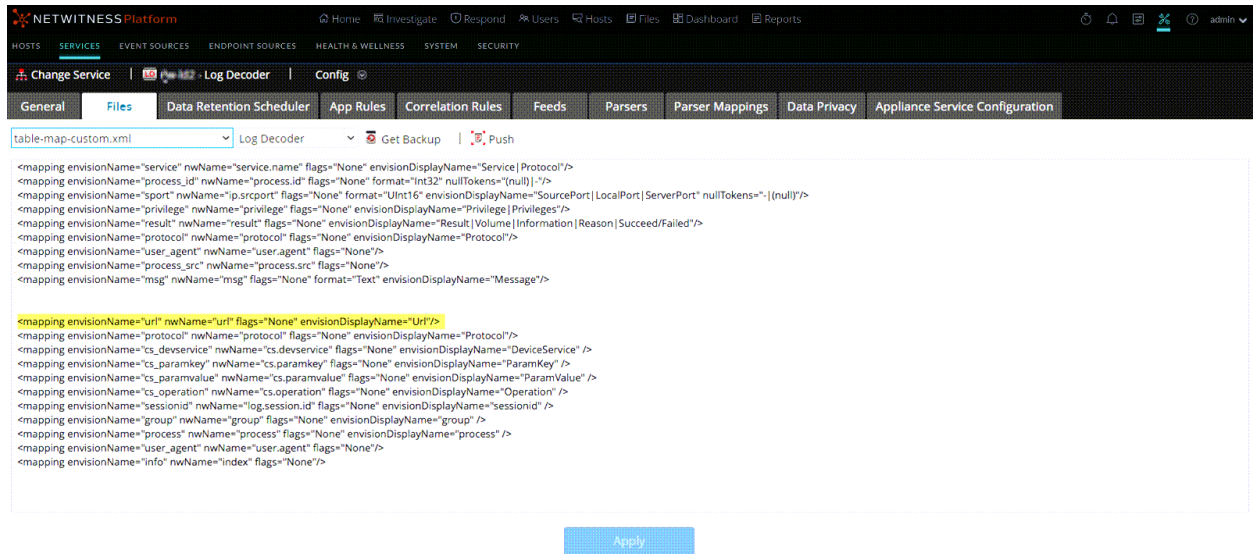 NETWITNESS Platform Home Investigate Respond Users Hosts Files Dashboard Reports admin
HOSTS SERVICES EVENT SOURCES ENDPOINT SOURCES HEALTH & WELLNESS SYSTEM SECURITY
Change Service | LD - Log Decoder | Config
General Files Data Retention Scheduler App Rules Correlation Rules Feeds Parsers Parser Mappings Data Privacy Appliance Service Configuration
table-map-custom.xml Log Decoder Get Backup | Push
<mapping envisionName="service" nwName="service.name" flags="None" envisionDisplayName="Service|Protocol"/>
<mapping envisionName="process_id" nwName="process.id" flags="None" format="Int32" nullTokens="(null)|-"/>
<mapping envisionName="sport" nwName="ip.srcport" flags="None" format="UInt16" envisionDisplayName="SourcePort|LocalPort|ServerPort" nullTokens="-|(null)"/>
<mapping envisionName="privilege" nwName="privilege" flags="None" envisionDisplayName="Privilege|Privileges"/>
<mapping envisionName="result" nwName="result" flags="None" envisionDisplayName="Result|Volume|Information|Reason|Succeed/Failed"/>
<mapping envisionName="protocol" nwName="protocol" flags="None" envisionDisplayName="Protocol"/>
<mapping envisionName="user_agent" nwName="user.agent" flags="None"/>
<mapping envisionName="process_src" nwName="process.src" flags="None"/>
<mapping envisionName="msg" nwName="msg" flags="None" format="Text" envisionDisplayName="Message"/>
<mapping envisionName="url" nwName="url" flags="None" envisionDisplayName="Url"/>
<mapping envisionName="protocol" nwName="protocol" flags="None" envisionDisplayName="Protocol"/>
<mapping envisionName="cs_devservice" nwName="cs.devservice" flags="None" envisionDisplayName="DeviceService" />
<mapping envisionName="cs_paramkey" nwName="cs.paramkey" flags="None" envisionDisplayName="ParamKey" />
<mapping envisionName="cs_paramvalue" nwName="cs.paramvalue" flags="None" envisionDisplayName="ParamValue" />
<mapping envisionName="cs_operation" nwName="cs.operation" flags="None" envisionDisplayName="Operation" />
<mapping envisionName="sessionid" nwName="log.session.id" flags="None" envisionDisplayName="sessionid" />
<mapping envisionName="group" nwName="group" flags="None" envisionDisplayName="group" />
<mapping envisionName="process" nwName="process" flags="None" envisionDisplayName="process" />
<mapping envisionName="user_agent" nwName="user.agent" flags="None"/>
<mapping envisionName="info" nwName="index" flags="None"/>
Apply